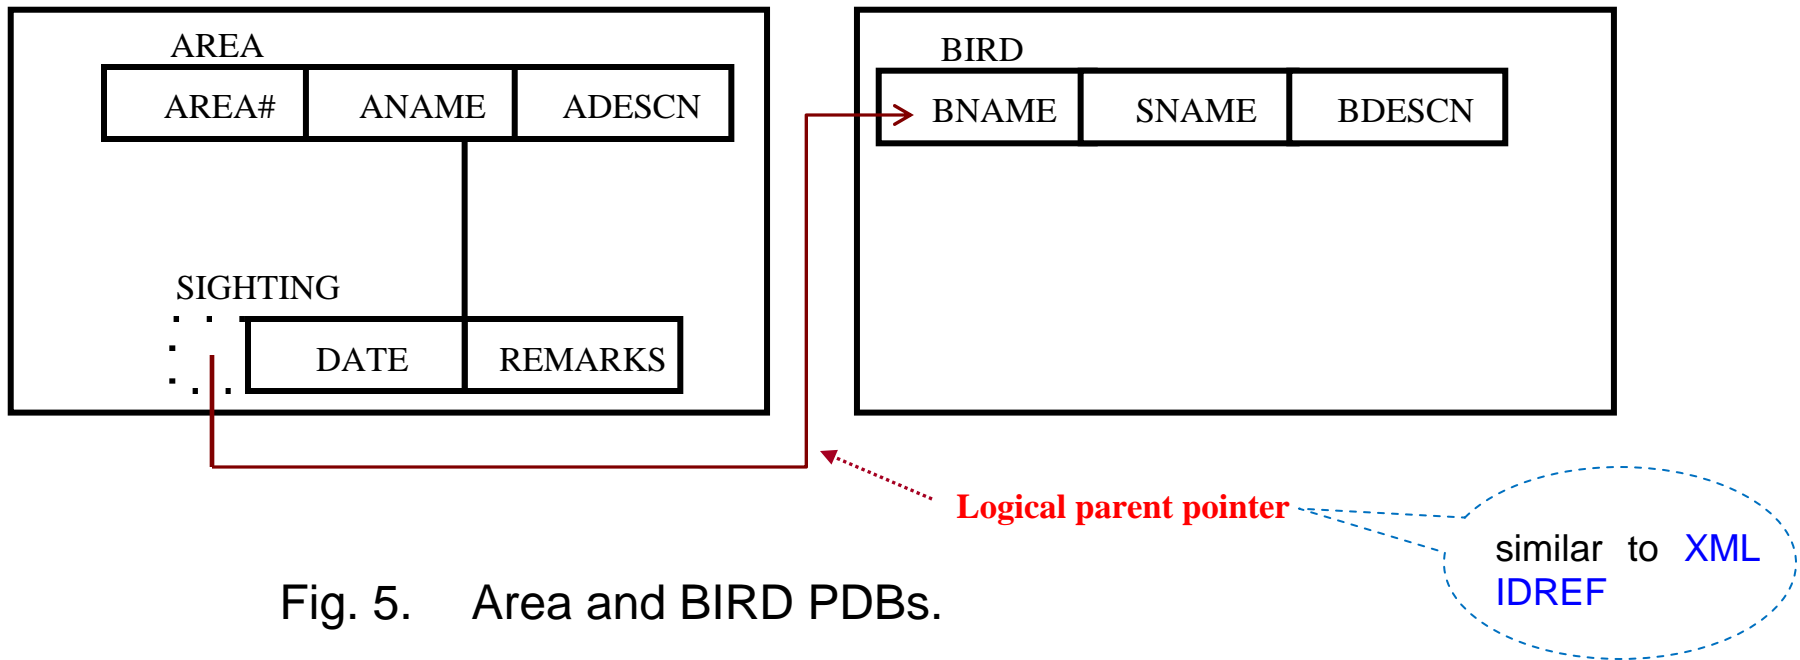 AREA
AREA# ANAME ADESCN
SIGHTING
DATE REMARKS
BIRD
BNAME SNAME BDESCN
Logical parent pointer
similar to XML
IDREF
Fig. 5. Area and BIRD PDBs.